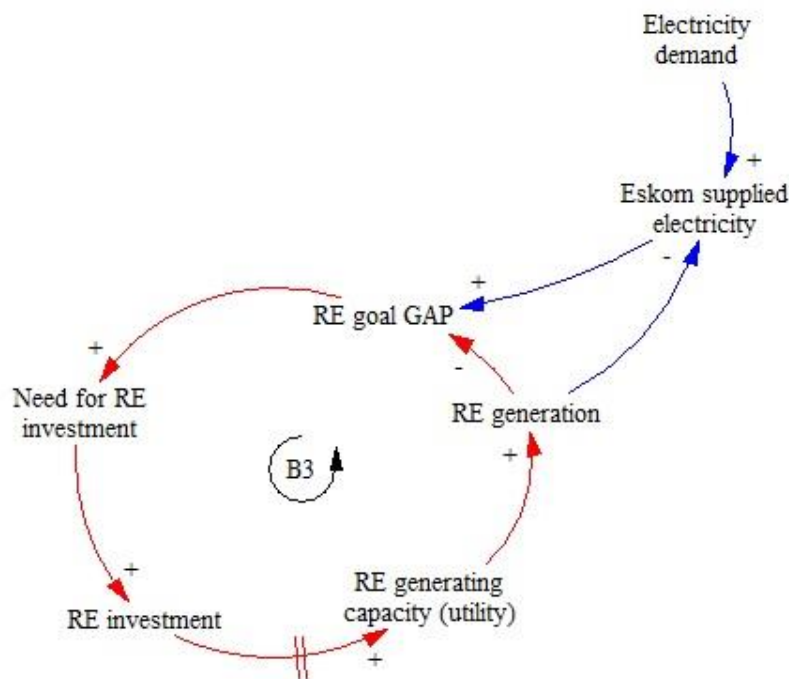 Electricity
demand
+
Eskom supplied
electricity
-
+
RE goal GAP
+
-
Need for RE
investment
RE generation
+
B3
+
RE generating
capacity (utility)
RE investment
+